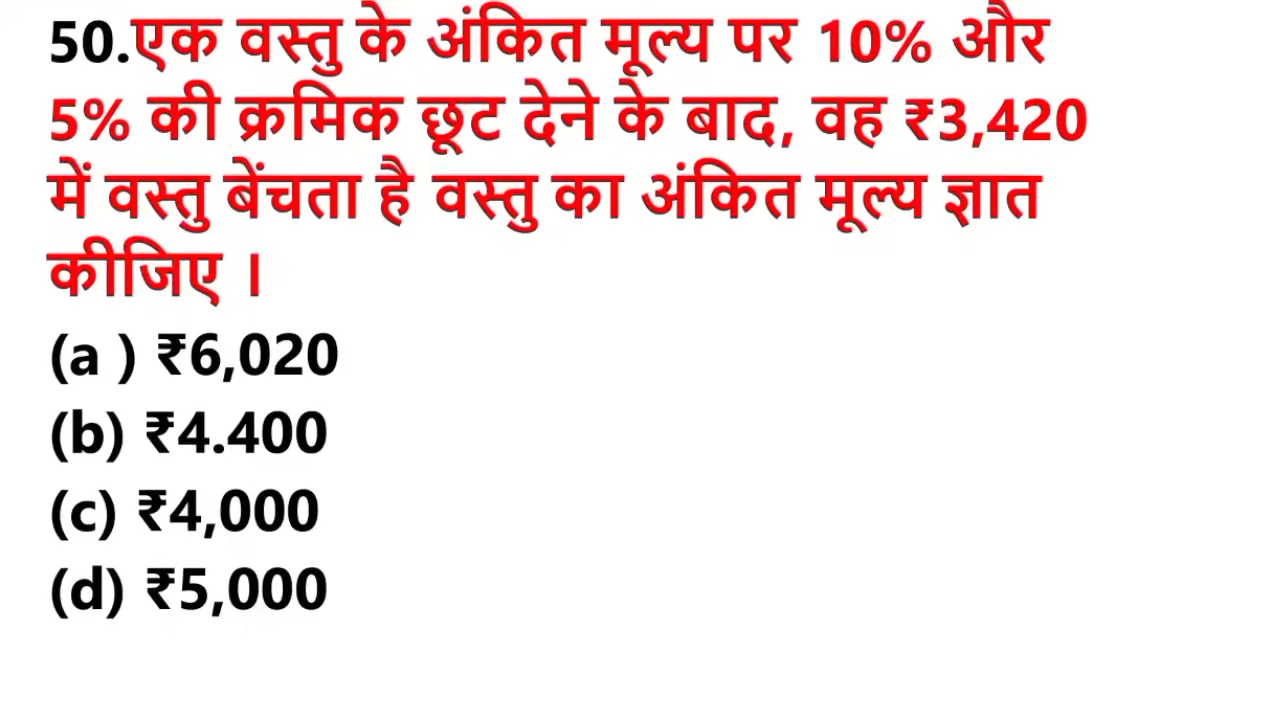 50.एक वस्तु के अंकित मूल्य पर 10% और
5% की क्रमिक छूट देने के बाद, वह ₹3,420
में वस्तु बेंचता है वस्तु का अंकित मूल्य ज्ञात
कीजिए ।
(a ) ₹6,020
(b) ₹4.400
(c) ₹4,000
(d) ₹5,000